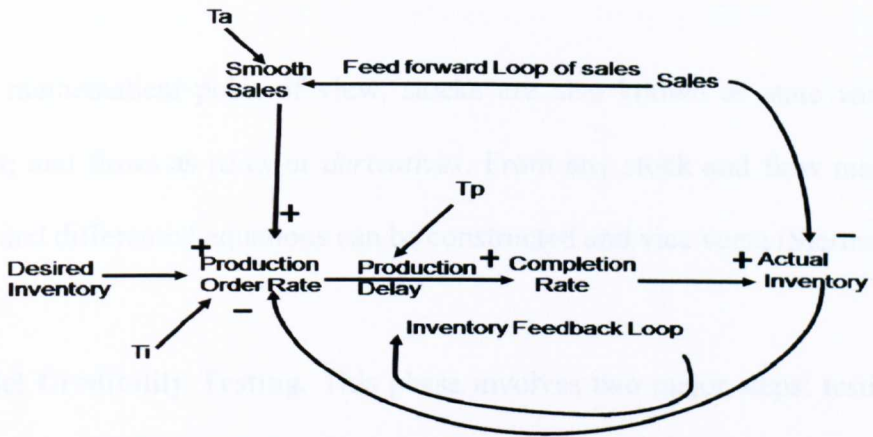 Ta
Smooth
Sales
Feed forward Loop of sales
Sales
Tp
+
+
+
+
−
Desired
Inventory
Production
Order Rate
Production
Delay
Completion
Rate
Actual
Inventory
−
Ti
Inventory Feedback Loop